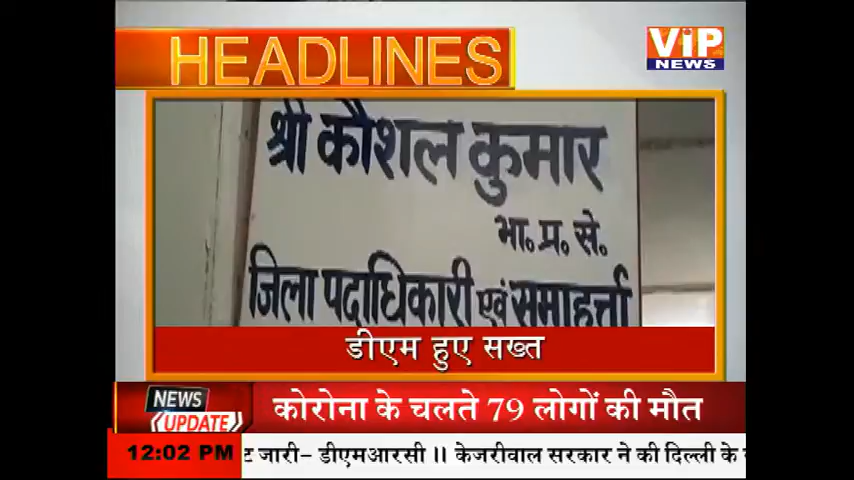 HEADLINES
ViP
NEWS
श्री कौशल कुमार
भा॰ प्र॰ से॰
जिला पदाधिकारी एवं समाहर्त्ता
डीएम हुए सख्त
NEWS
UPDATE
कोरोना के चलते 79 लोगों की मौत
12:02 PM
जारी- डीएमआरसी || केजरीवाल सरकार ने की दिल्ली के